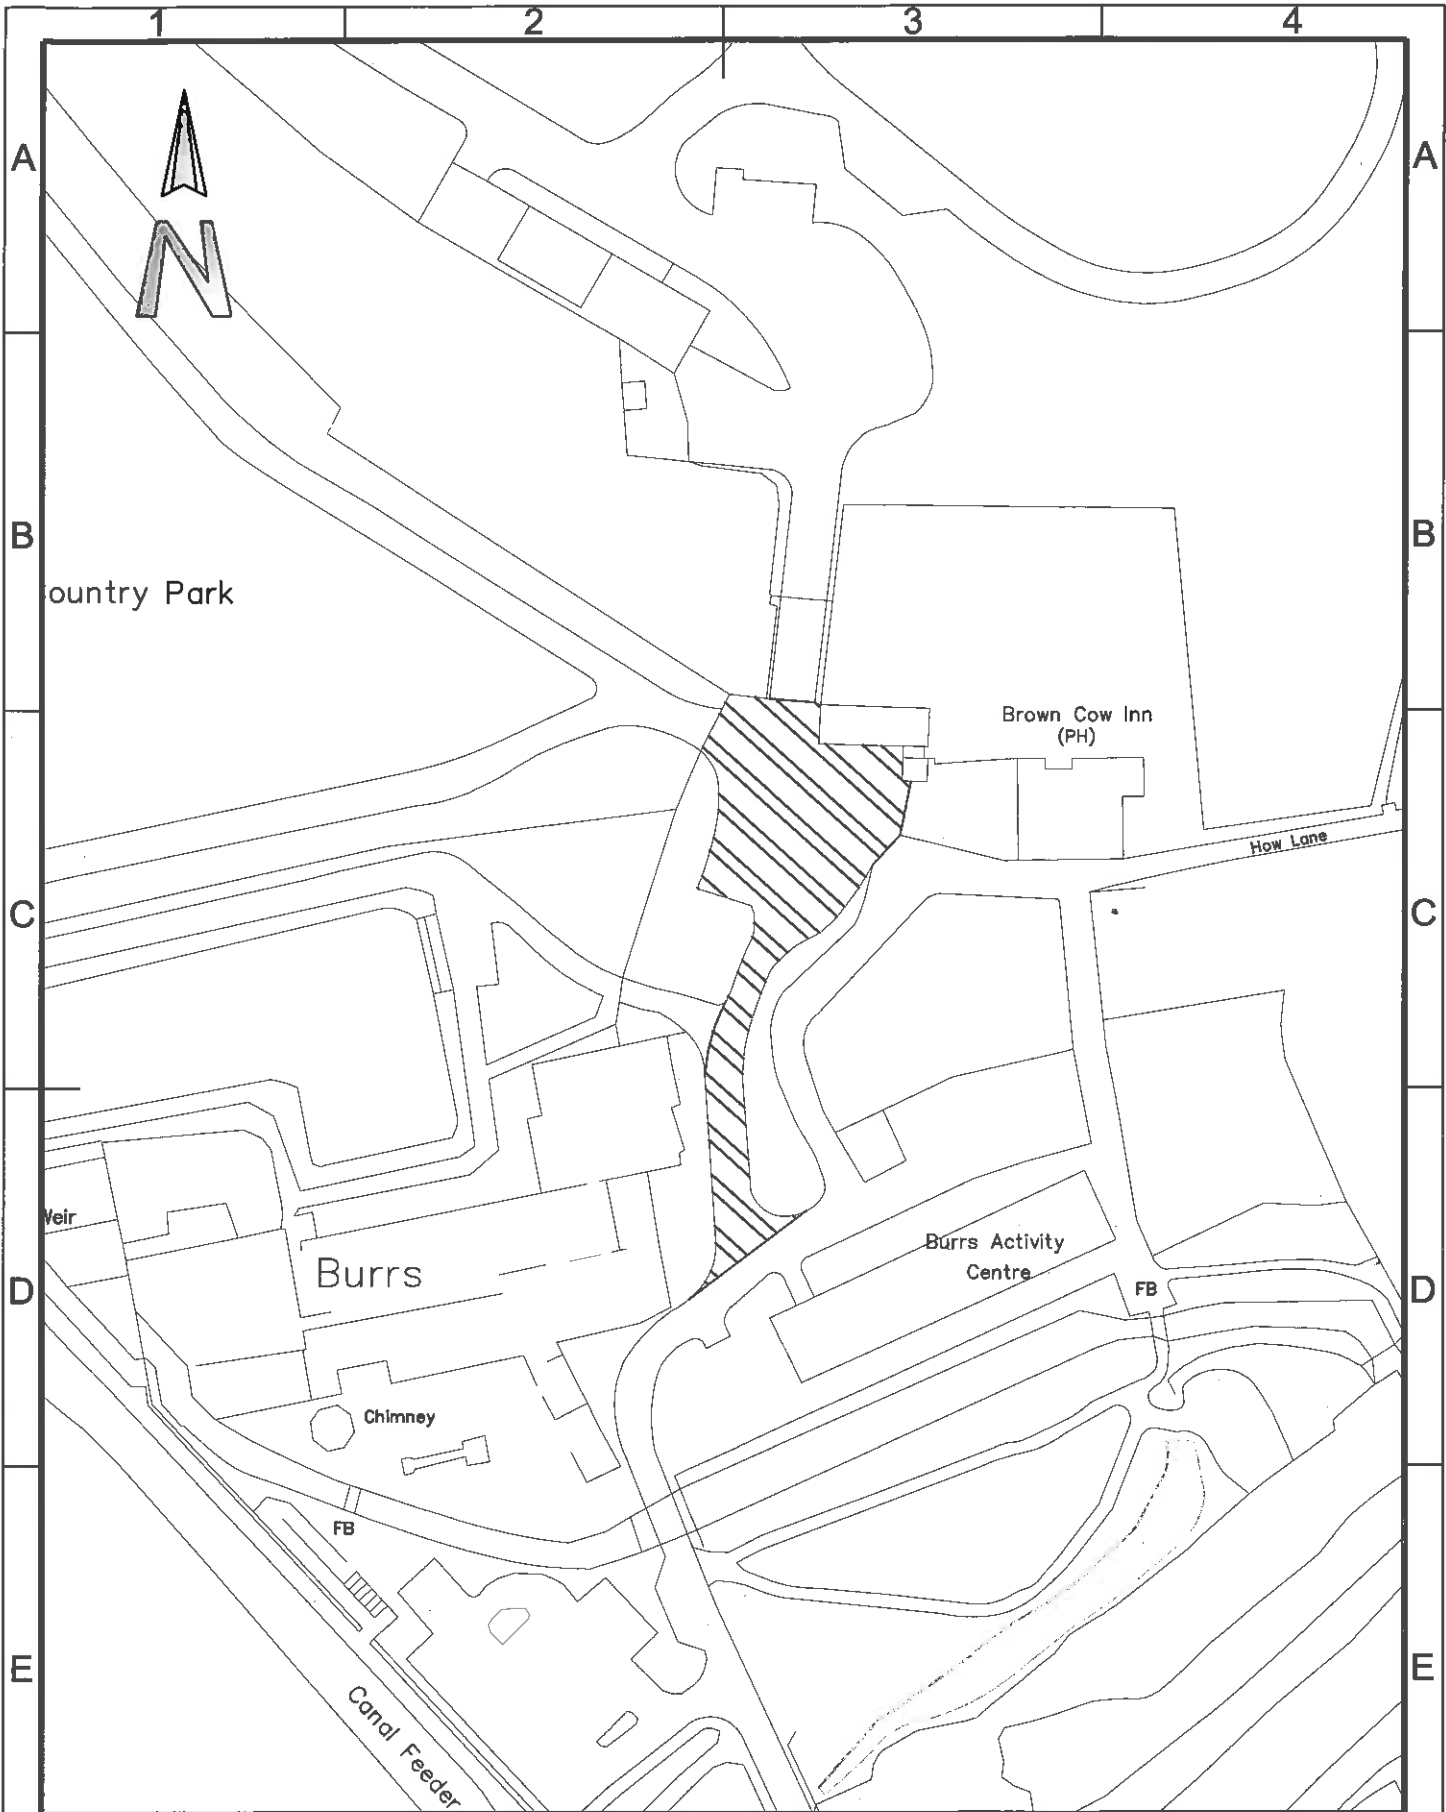 1 2 3 4
A A
N
B B
ountry Park
Brown Cow Inn
(PH)
How Lane
C C
Weir
Burrs
Burrs Activity
Centre
FB
D D
Chimney
FB
E E
Canal Feeder